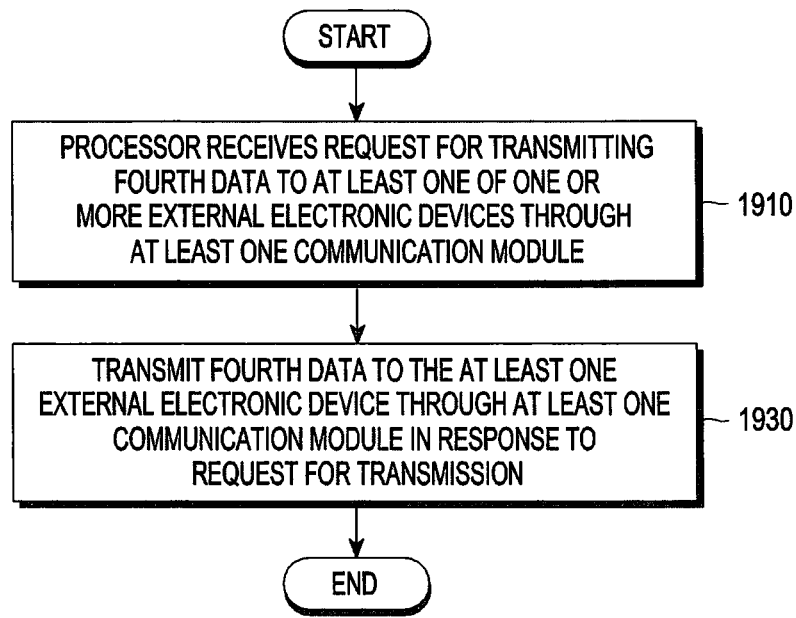 START
PROCESSOR RECEIVES REQUEST FOR TRANSMITTING
FOURTH DATA TO AT LEAST ONE OF ONE OR
MORE EXTERNAL ELECTRONIC DEVICES THROUGH
AT LEAST ONE COMMUNICATION MODULE
1910
TRANSMIT FOURTH DATA TO THE AT LEAST ONE
EXTERNAL ELECTRONIC DEVICE THROUGH AT LEAST ONE
COMMUNICATION MODULE IN RESPONSE TO
REQUEST FOR TRANSMISSION
1930
END